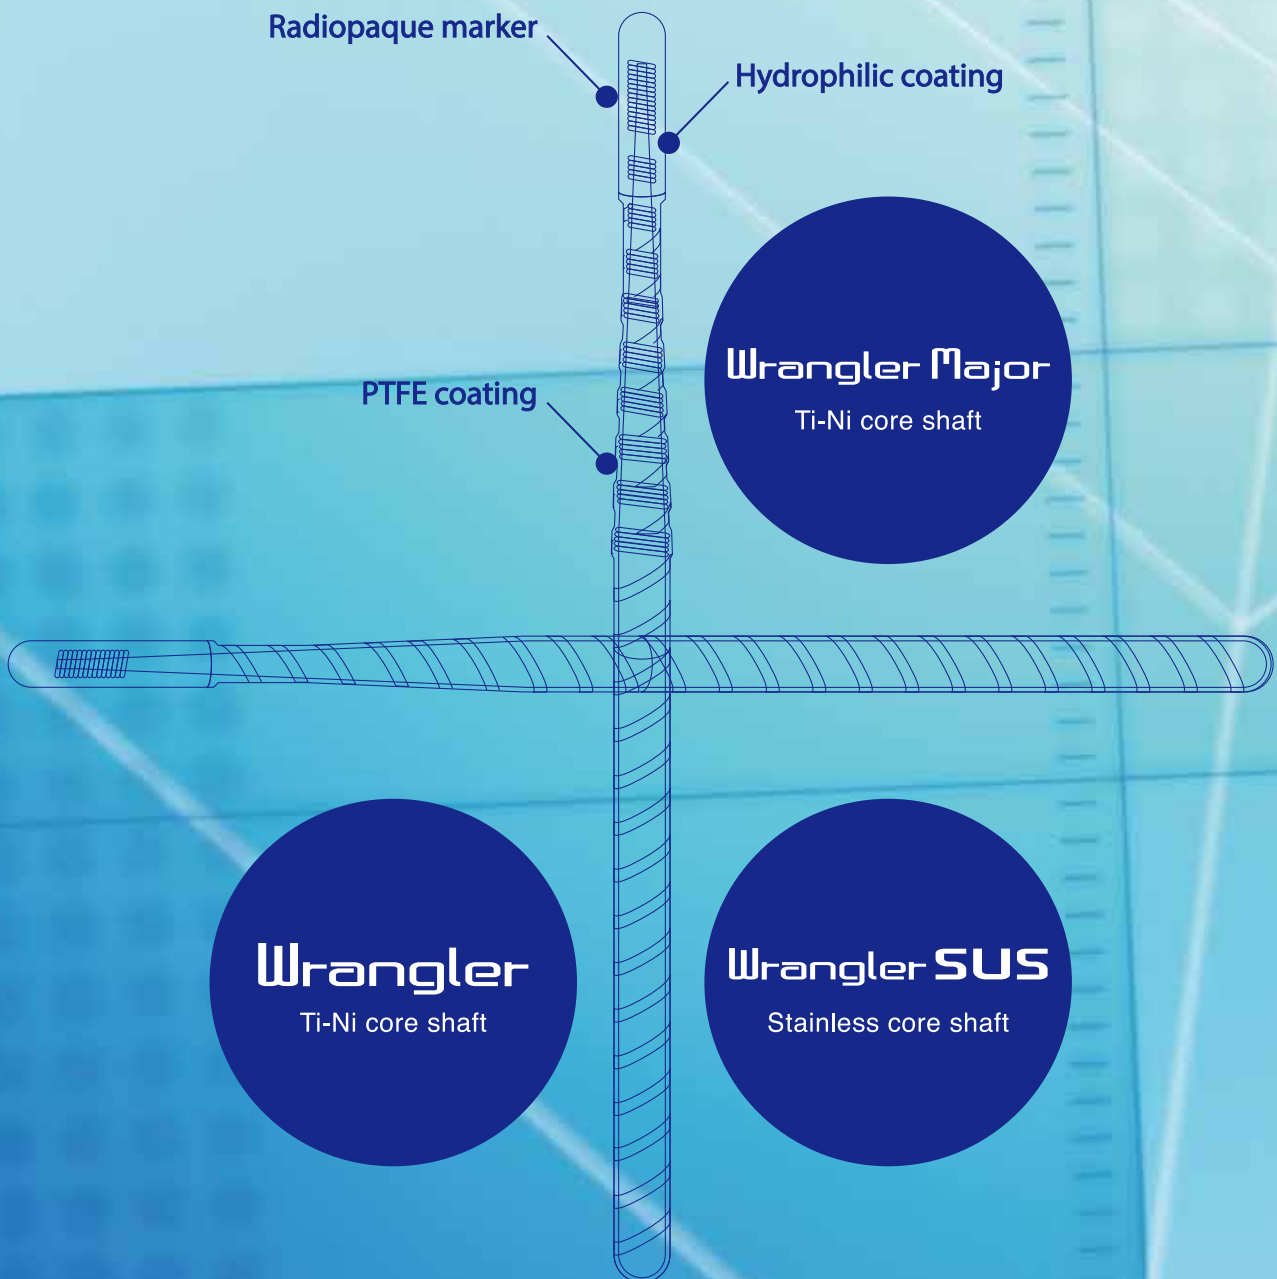 Radiopaque marker
Hydrophilic coating
Wrangler Major
Ti-Ni core shaft
PTFE coating
Wrangler
Ti-Ni core shaft
Wrangler SUS
Stainless core shaft